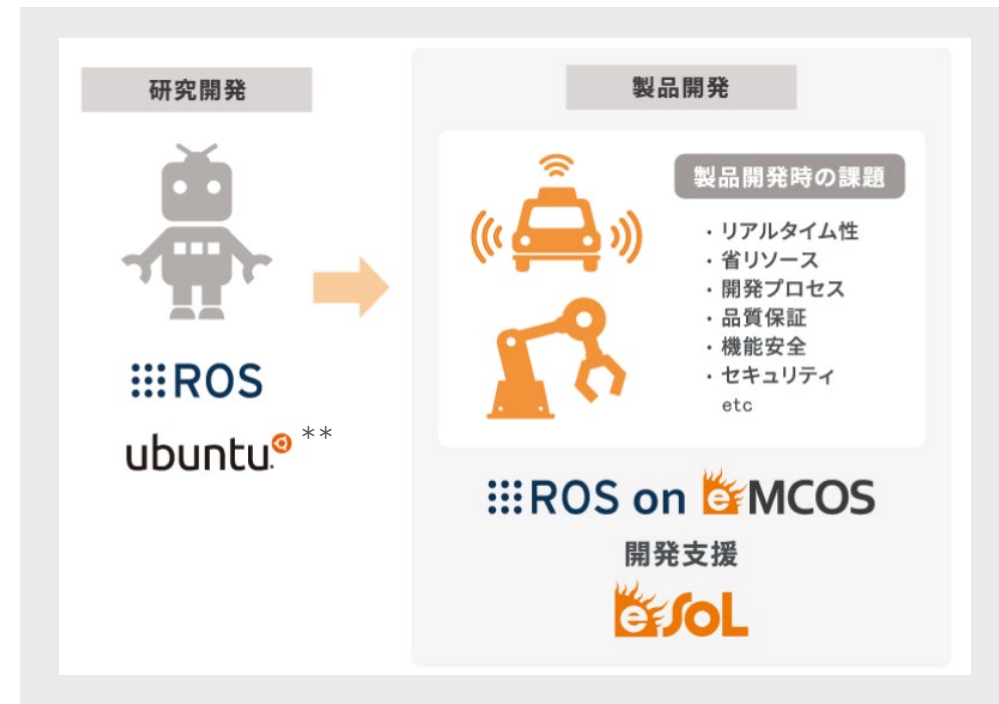 研究開発
ROS
ubuntu **
製品開発
製品開発時の課題
・リアルタイム性
・省リソース
・開発プロセス
・品質保証
・機能安全
・セキュリティ
etc
ROS on eMCOS
開発支援
eSOL